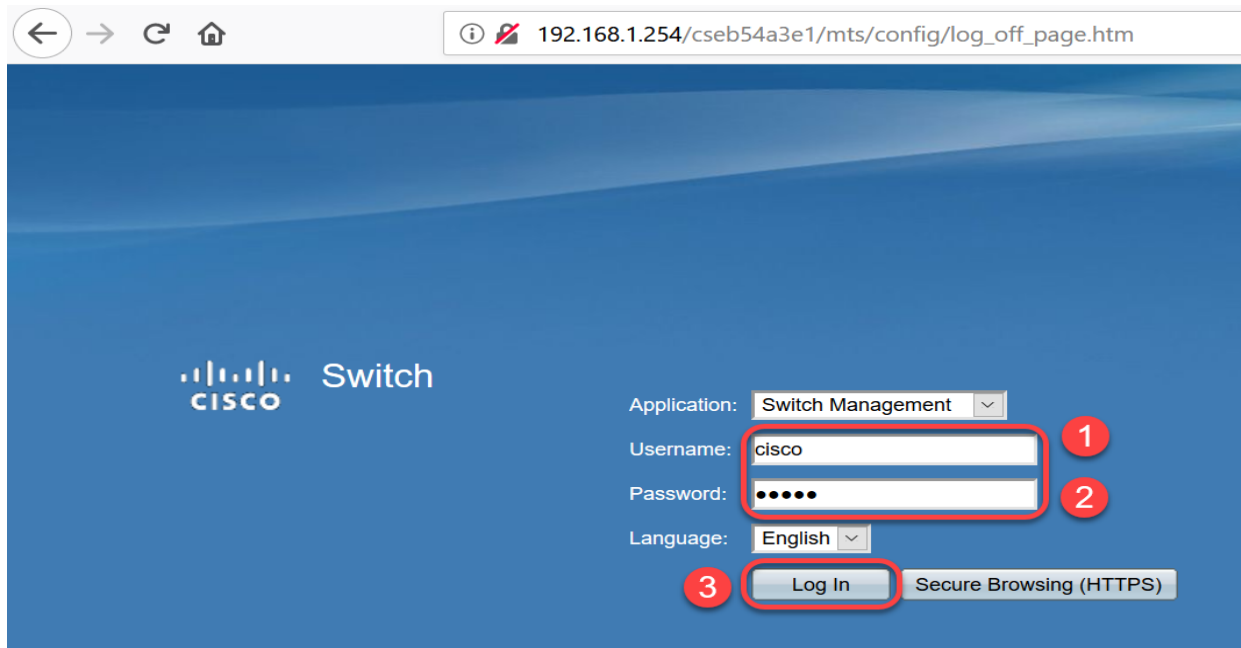 192.168.1.254/cseb54a3e1/mts/config/log_off_page.htm
CISCO Switch
Application: Switch Management
1
Username: cisco
Password: •••••
2
Language: English
3 Log In Secure Browsing (HTTPS)